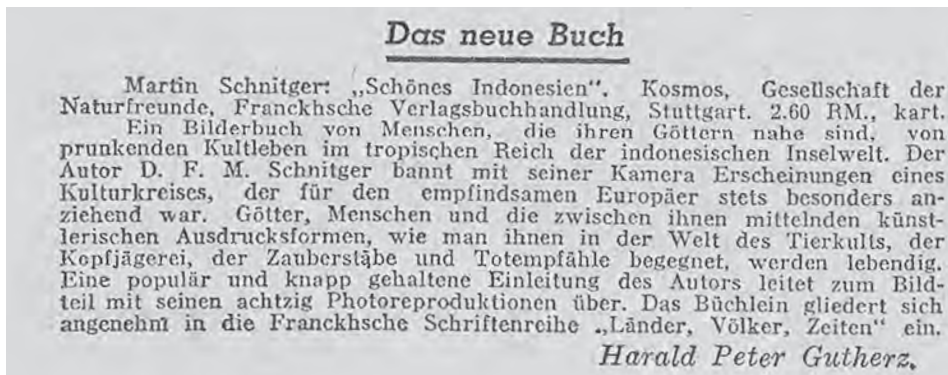 Das neue Buch
Martin Schnitger: „Schönes Indonesien“. Kosmos, Gesellschaft der
Naturfreunde, Franckhsche Verlagsbuchhandlung, Stuttgart. 2.60 RM., kart.
Ein Bilderbuch von Menschen, die ihren Göttern nahe sind, von
prunkenden Kultleben im tropischen Reich der indonesischen Inselwelt. Der
Autor D. F. M. Schnitger bannt mit seiner Kamera Erscheinungen eines
Kulturkreises, der für den empfindsamen Europäer stets besonders an-
ziehend war. Götter, Menschen und die zwischen ihnen mittelnden künst-
lerischen Ausdrucksformen, wie man ihnen in der Welt des Tierkults, der
Kopfjägerei, der Zauberstäbe und Totempfähle begegnet, werden lebendig.
Eine populär und knapp gehaltene Einleitung des Autors leitet zum Bild-
teil mit seinen achtzig Photoreproduktionen über. Das Büchlein gliedert sich
angenehm in die Franckhsche Schriftenreihe „Länder, Völker, Zeiten“ ein.
Harald Peter Gutherz.